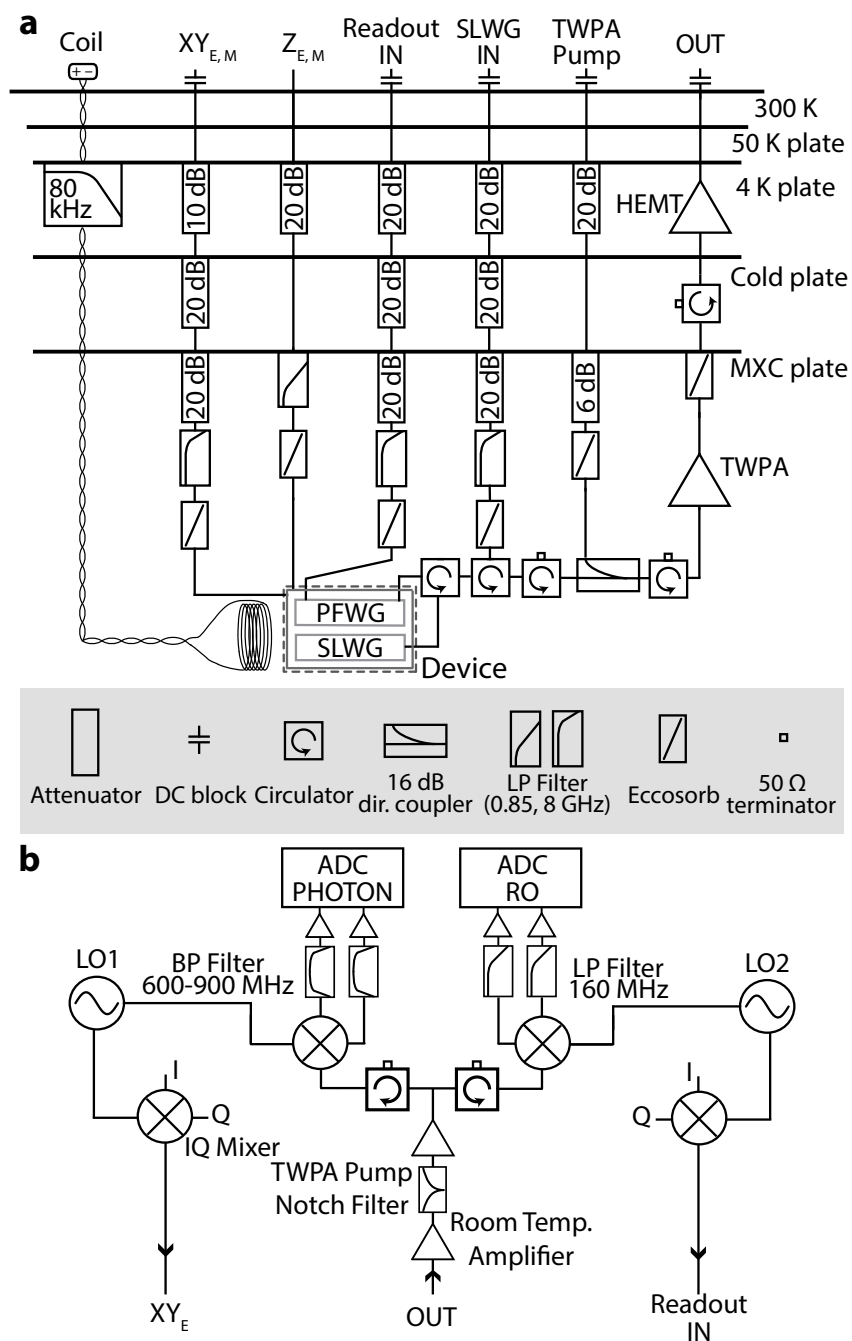 a
Coil
XY E, M
Z E, M
Readout
IN
SLWG
IN
TWPA
Pump
OUT
300 K
50 K plate
80
kHz
10 dB
20 dB
20 dB
20 dB
20 dB
HEMT
4 K plate
20 dB
20 dB
20 dB
Cold plate
20 dB
20 dB
20 dB
6 dB
MXC plate
TWPA
PFWG
SLWG
Device
Attenuator
DC block
Circulator
16 dB
dir. coupler
LP Filter
(0.85, 8 GHz)
Eccosorb
50 Ω
terminator
b
ADC
PHOTON
ADC
RO
LO1
BP Filter
600-900 MHz
LP Filter
160 MHz
LO2
I
Q
IQ Mixer
I
Q
TWPA Pump
Notch Filter
Room Temp.
Amplifier
XY E
OUT
Readout
IN